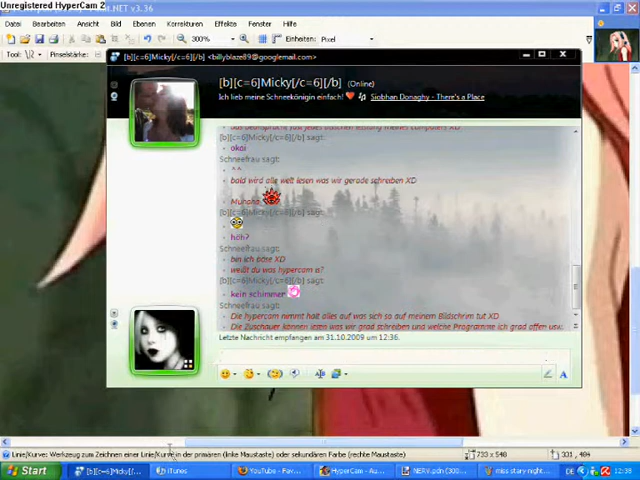 Unregistered HyperCam 2
.NET v3.36
Datei Bearbeiten Ansicht Bild Ebenen Korrekturen Effekte Fenster Hilfe
300% Einheiten: Pixel
Tool:
[b][c=6]Micky[/c=6][/b] <billyblaze89@googlemail.com>
[b][c=6]Micky[/c=6][/b] (Online)
Ich lieb meine Schneekönigin einfach! Siobhan Donaghy - There's a Place
[b][c=6]Micky[/c=6][/b] sagt:
okai
Schneefrau sagt:
^^
bald wird alle welt lesen was wir gerade schreiben XD
Muhaha
[b][c=6]Micky[/c=6][/b] sagt:
höh?
Schneefrau sagt:
bin ich böse XD
weißt du was hypercam is?
[b][c=6]Micky[/c=6][/b] sagt:
kein schimmer
Schneefrau sagt:
Die hypercam nimmt halt alles auf was sich so auf meinem Bildschrim tut XD
Die Zuschauer können lesen was wir grad schreiben und welche Programme ich grad offen
Letzte Nachricht empfangen am 31.10.2009 um 12:36.
Linie/Kurve: Werkzeug zum Zeichnen einer Linie/Kurve in der primären (linke Maustaste) oder sekundären Farbe (rechte Maustaste)
733 x 548
331, 484
Start [b][c=6]Micky[/... iTunes YouTube - Fav... HyperCam - Au... NERV.pdn (300... miss story night... DE 12:38